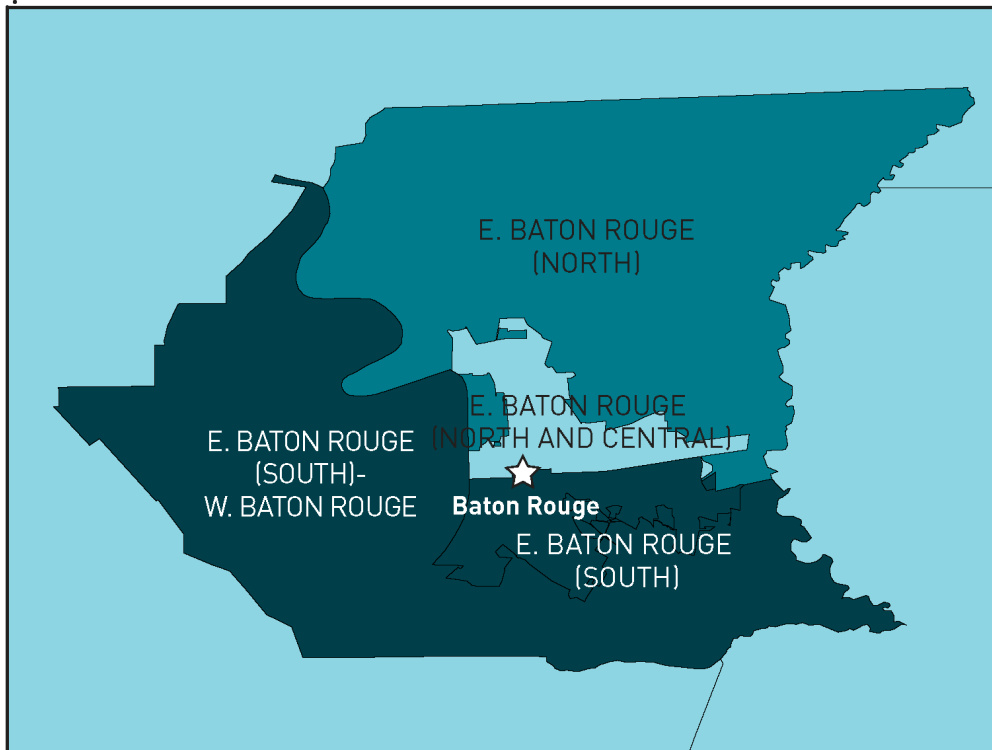 E. BATON ROUGE
(NORTH)
E. BATON ROUGE
(NORTH AND CENTRAL)
E. BATON ROUGE
(SOUTH)-
W. BATON ROUGE
Baton Rouge
E. BATON ROUGE
(SOUTH)